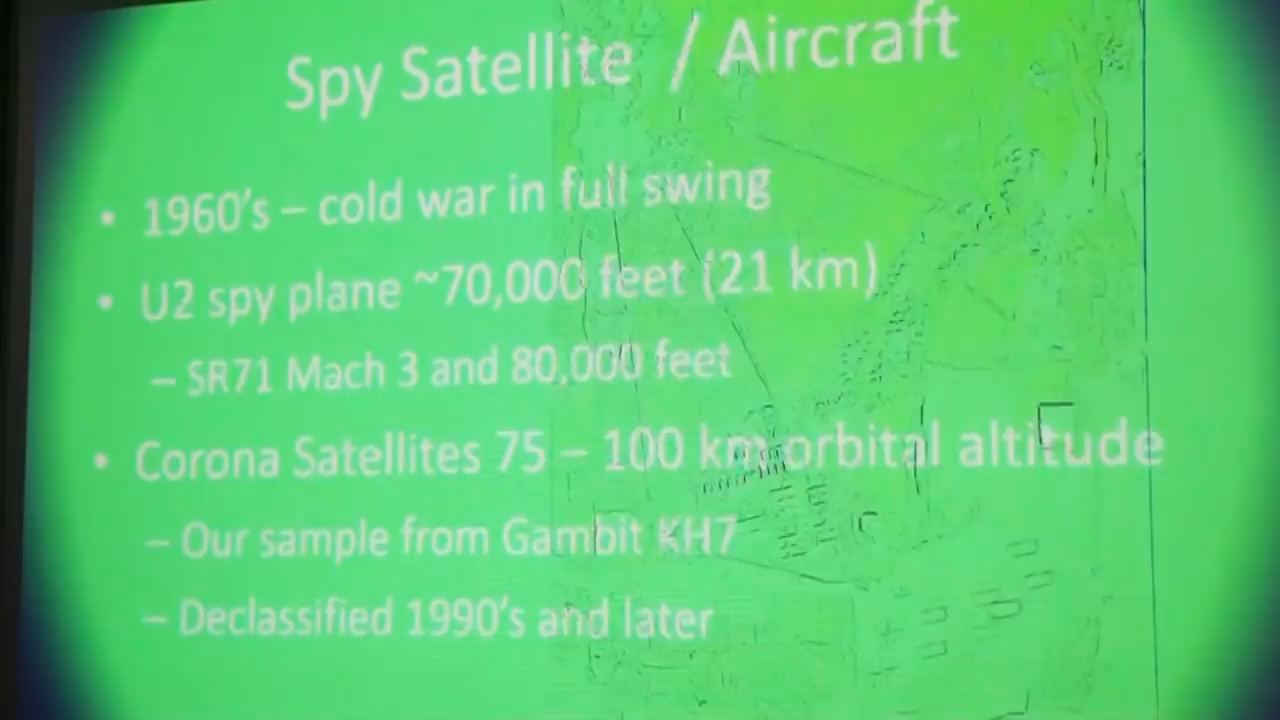 Spy Satellite / Aircraft
• 1960's – cold war in full swing
• U2 spy plane ~70,000 feet (21 km)
– SR71 Mach 3 and 80,000 feet
• Corona Satellites 75 – 100 km orbital altitude
– Our sample from Gambit KH7
– Declassified 1990's and later